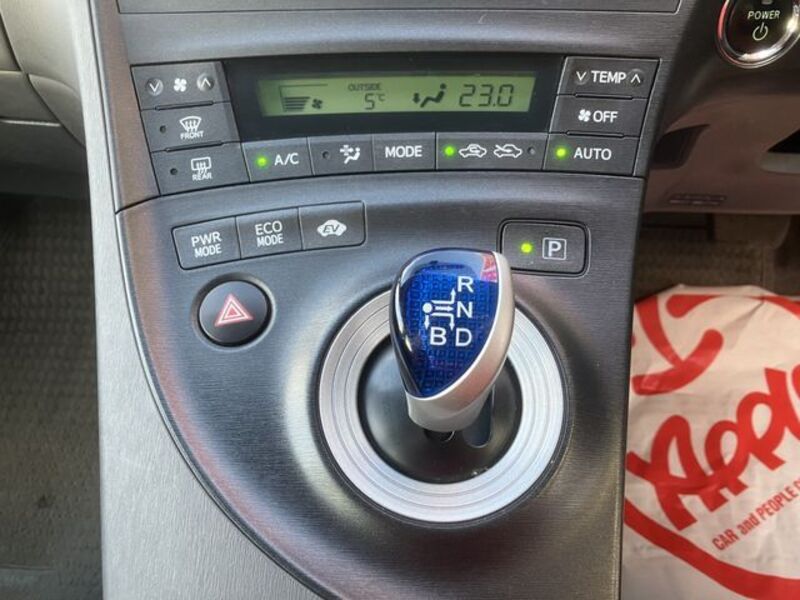 POWER
OUTSIDE
5℃
23.0
TEMP
OFF
FRONT
REAR
A/C
MODE
AUTO
PWR
MODE
ECO
MODE
EV
P
R
N
B D
Apple
CAR and PEOPLE